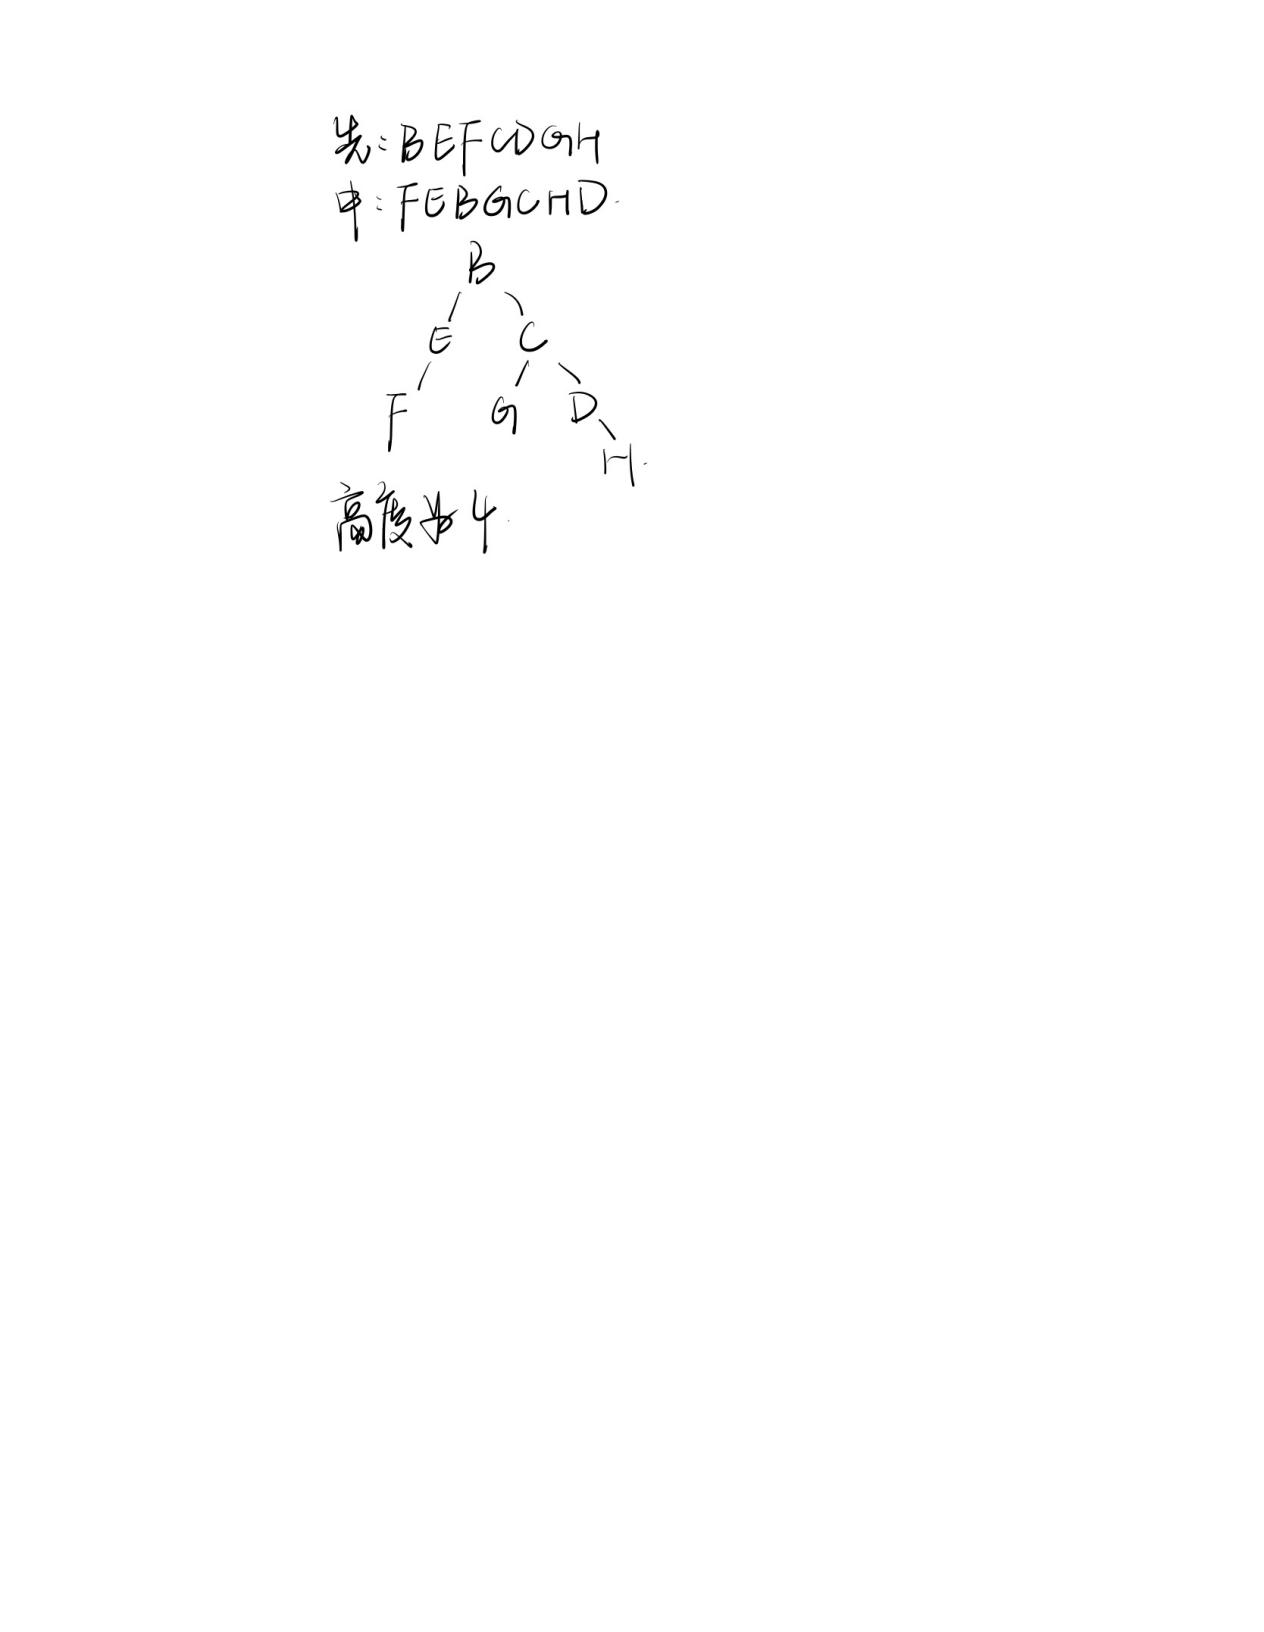 先:BEFCDGH
中:FEBGCHD
B
E C
F G D
H
高度为4